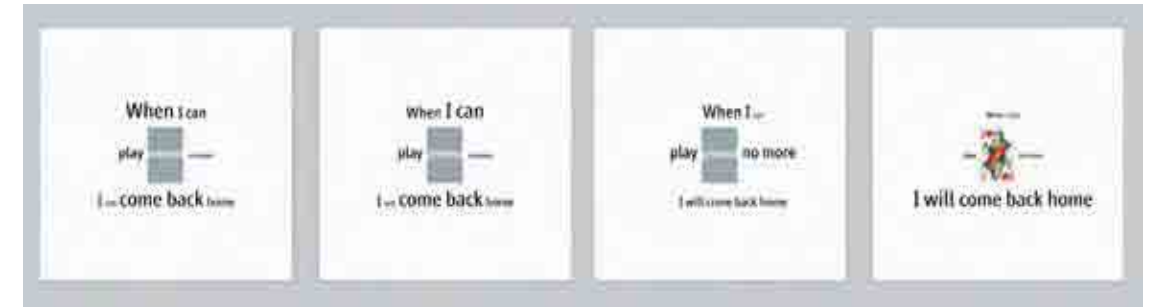 When I can
play
I come back home
When I can
play
I come back home
When I
play no more
I will come back home
I will come back home